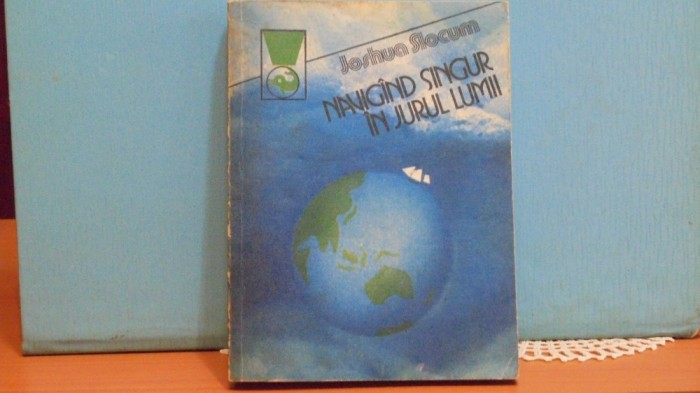 Joshua Slocum
NAVIGÎND SINGUR
ÎN JURUL LUMII